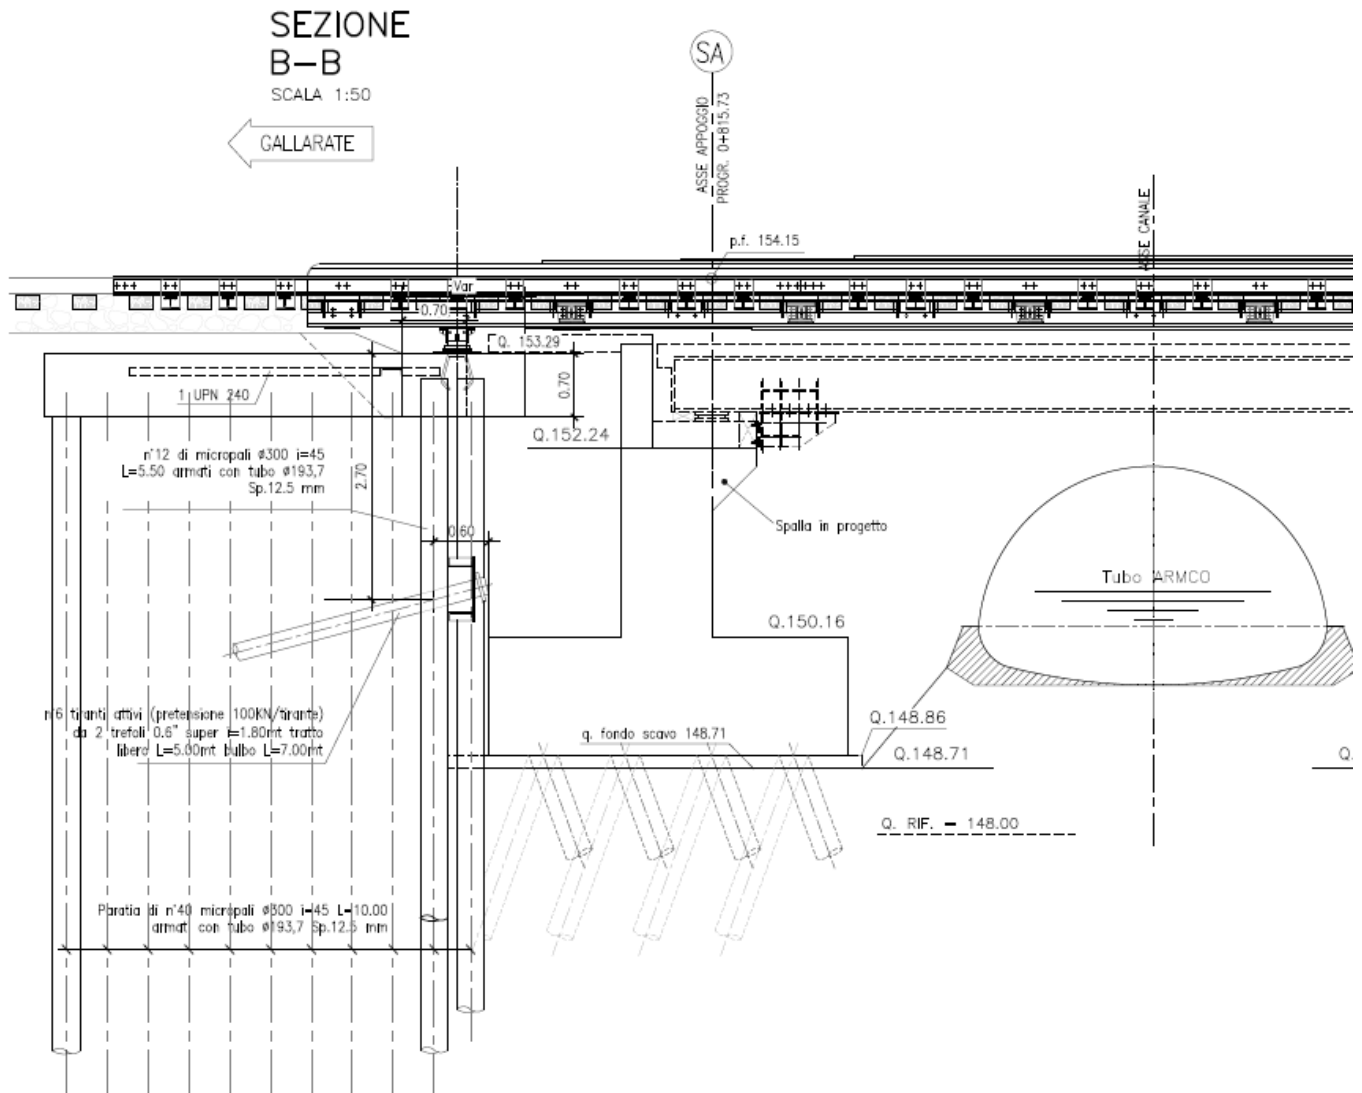 SEZIONE
B-B
SCALA 1:50
GALLARATE
SA
ASSE APPOGGIO
PROGR. 0+815.73
ASSE CANALE
p.f. 154.15
Var
0.70
Q. 153.29
1 UPN 240
0.70
Q.152.24
n°12 di micropali ø300 i=45
L=5.50 armati con tubo ø193,7
Sp.12.5 mm
2.70
0.60
Spalla in progetto
Tubo ARMCO
Q.150.16
n°6 tiranti attivi (pretensione 100KN/tirante)
da 2 trefoli 0.6" super i=1.80mt tratto
libero L=5.00mt bulbo L=7.00mt
q. fondo scavo 148.71
Q.148.86
Q.148.71
Q.
Q. RIF. = 148.00
Paratia di n°40 micropali ø300 i=45 L=10.00
armat con tubo ø193,7 Sp.12.5 mm